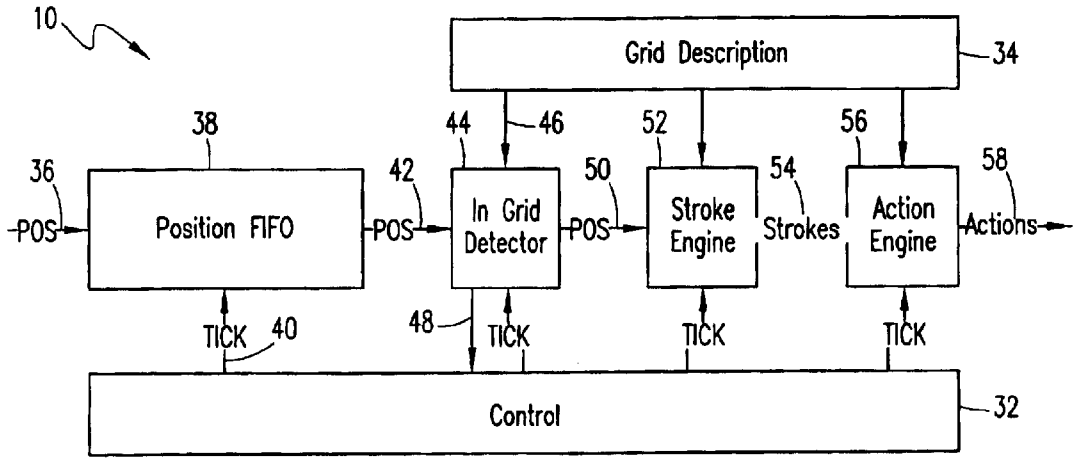 10
Grid Description
34
38
44
46
52
56
36
42
50
54
58
POS
Position FIFO
POS
In Grid
Detector
POS
Stroke
Engine
Strokes
Action
Engine
Actions
TICK
40
48
TICK
TICK
TICK
Control
32